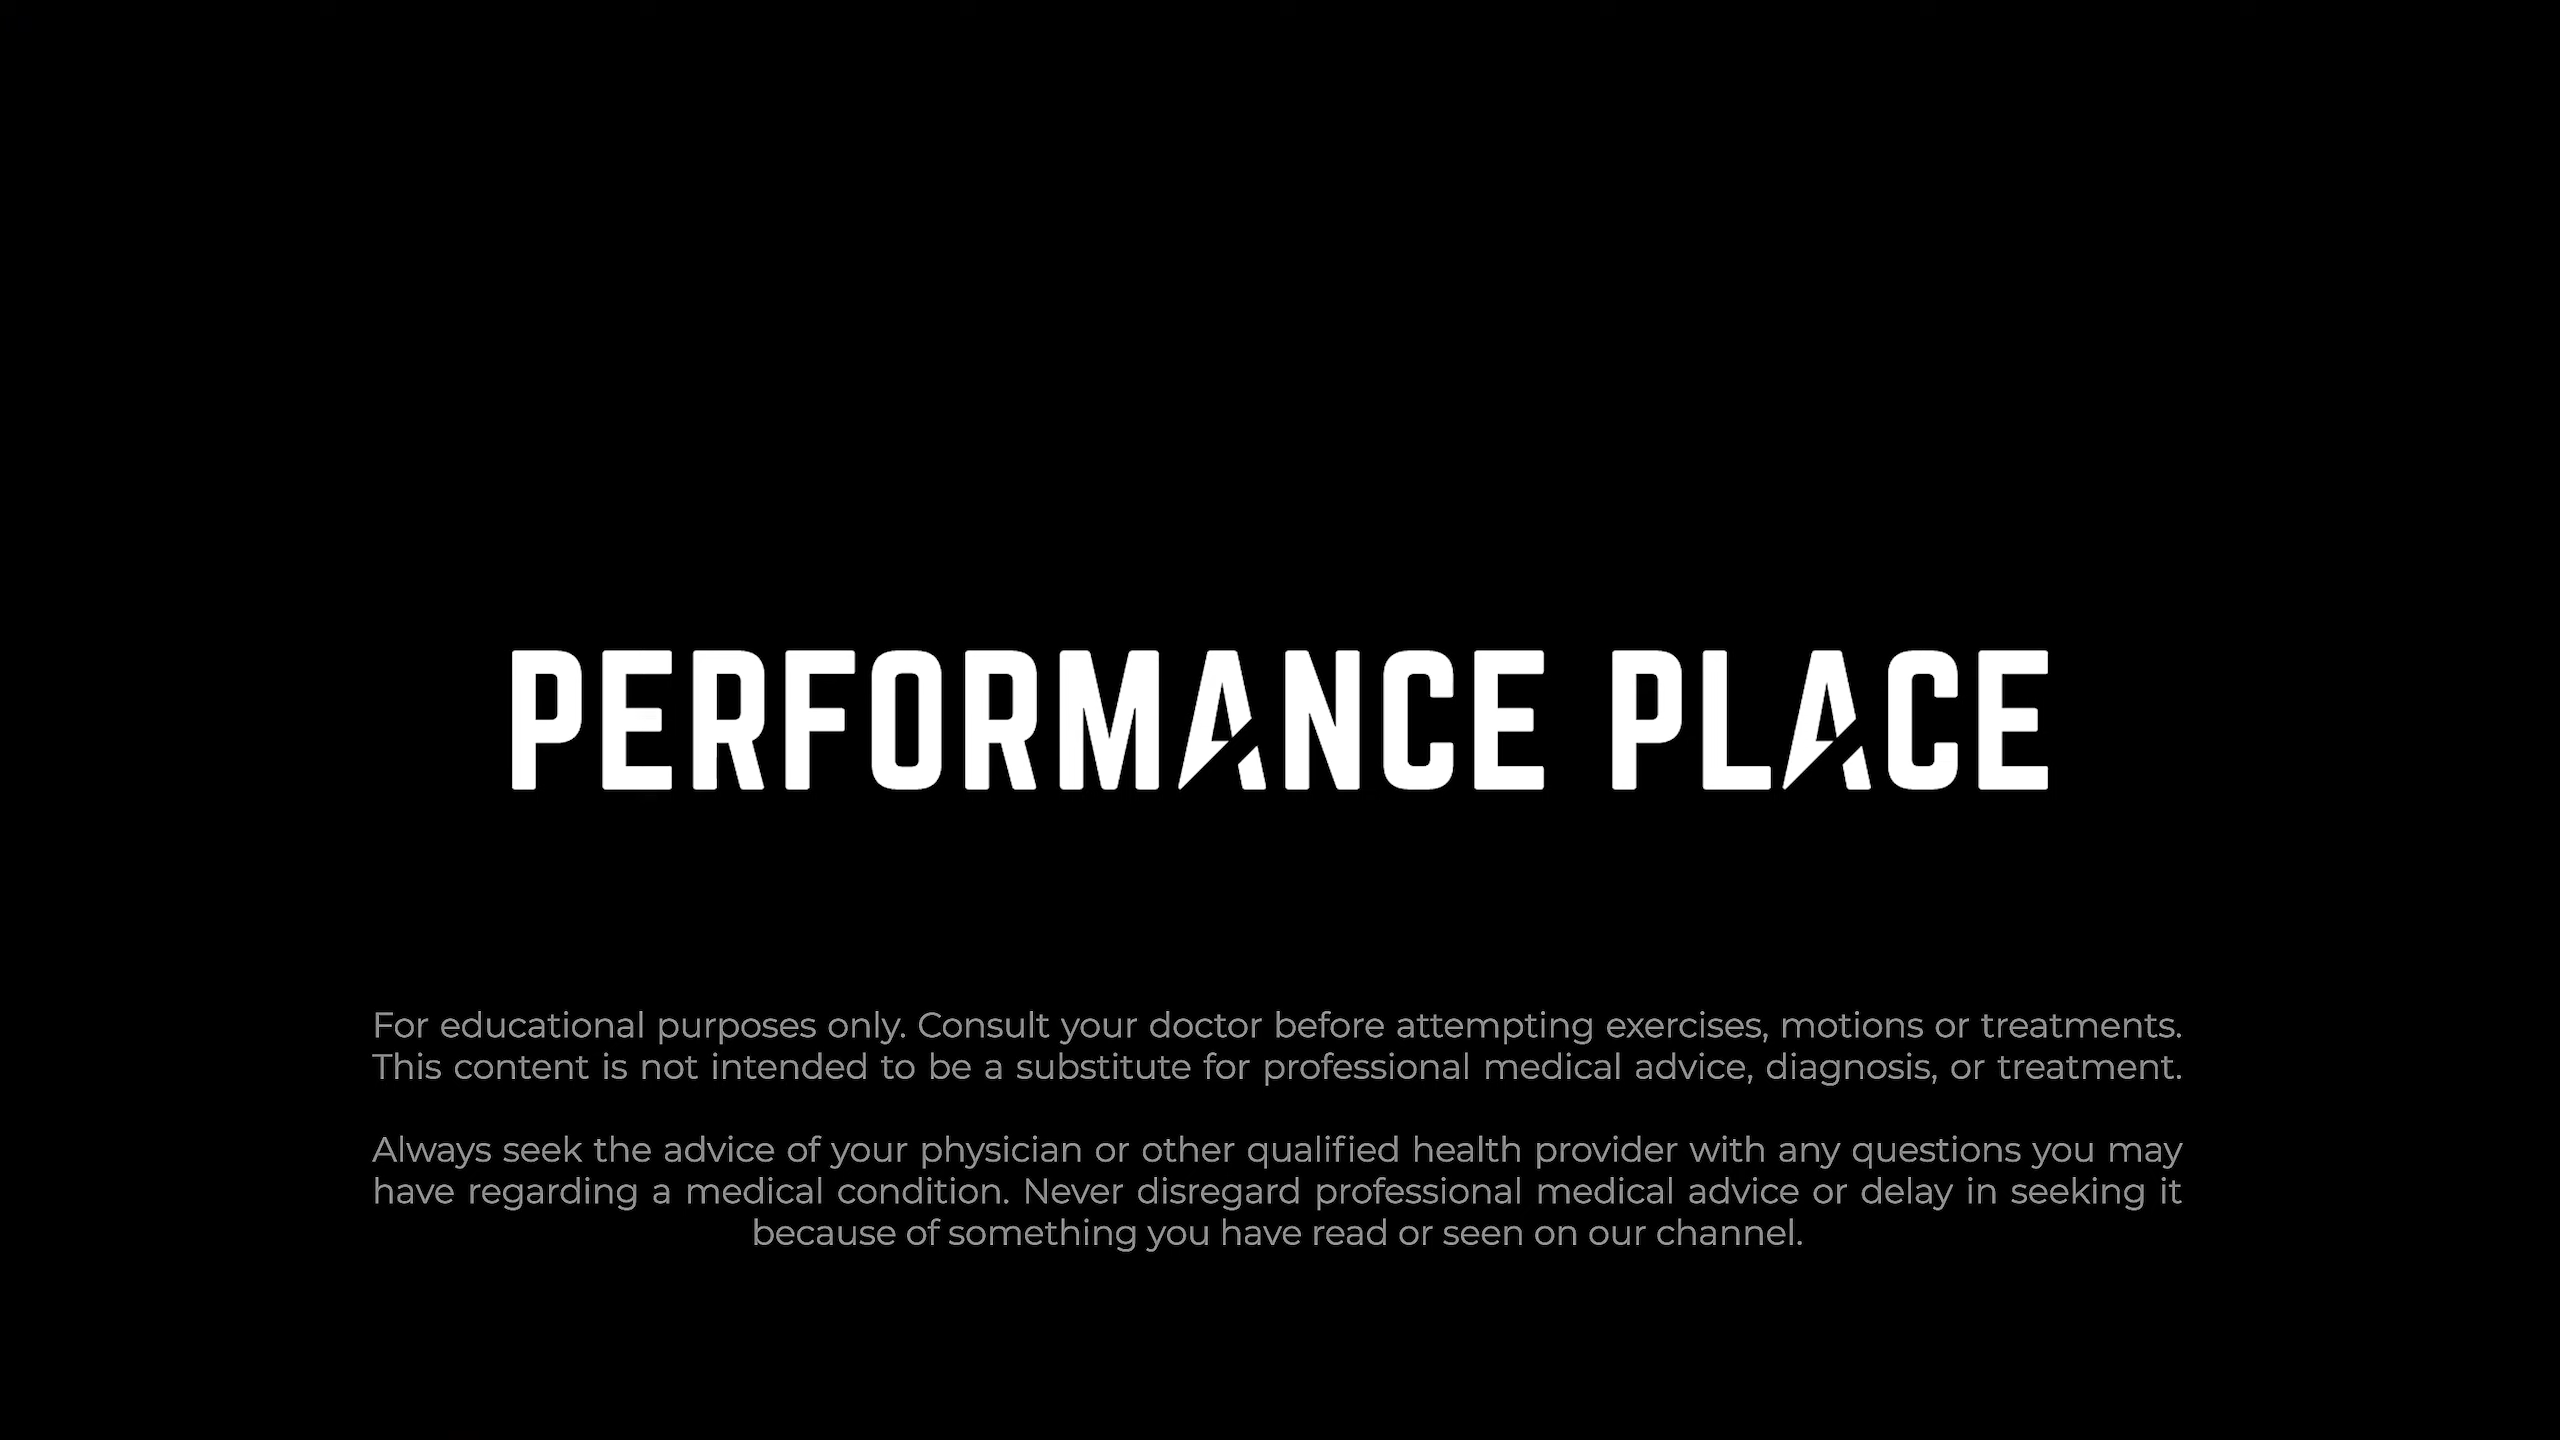 PERFORMANCE PLACE
For educational purposes only. Consult your doctor before attempting exercises, motions or treatments.
This content is not intended to be a substitute for professional medical advice, diagnosis, or treatment.
Always seek the advice of your physician or other qualified health provider with any questions you may
have regarding a medical condition. Never disregard professional medical advice or delay in seeking it
because of something you have read or seen on our channel.